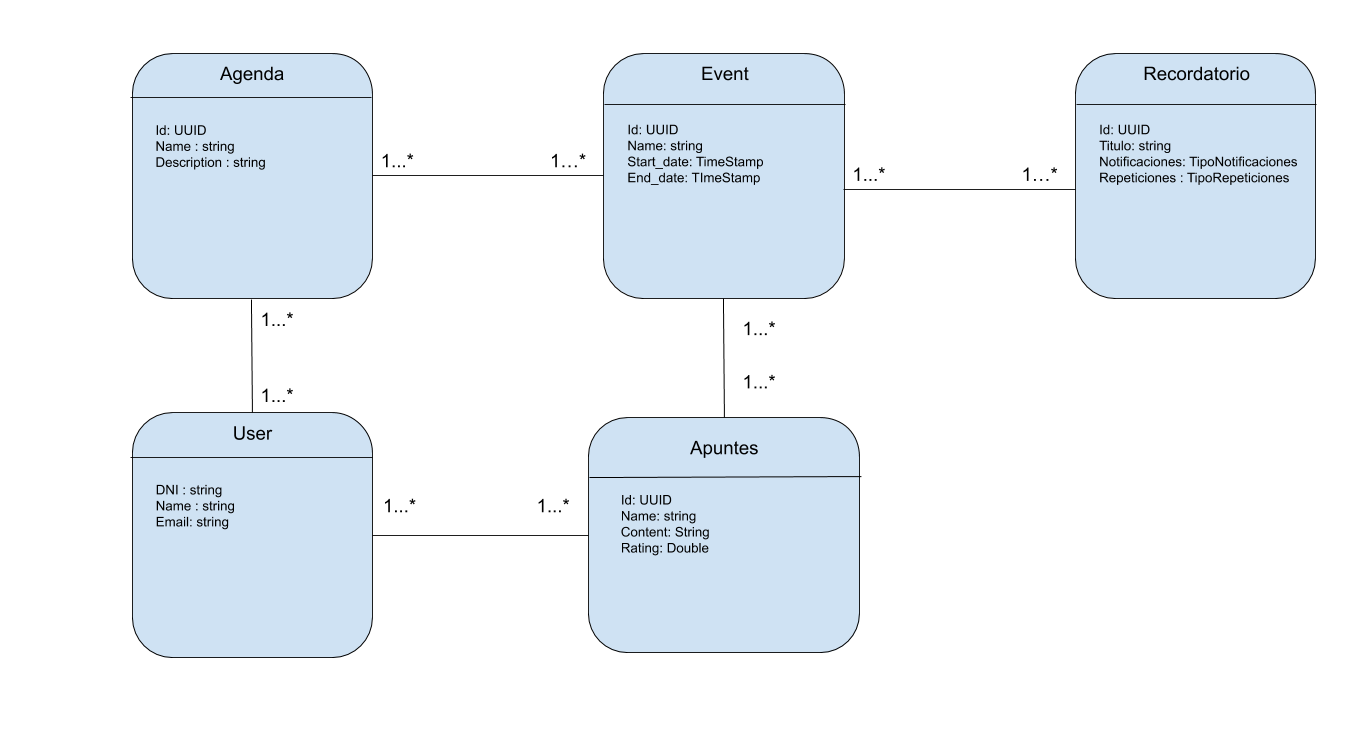 Agenda
Id: UUID
Name : string
Description : string
1...*
1...*
Event
Id: UUID
Name: string
Start_date: TimeStamp
End_date: TImeStamp
1...*
1...*
Recordatorio
Id: UUID
Titulo: string
Notificaciones: TipoNotificaciones
Repeticiones : TipoRepeticiones
1...*
1...*
1...*
1...*
User
DNI : string
Name : string
Email: string
1...*
1...*
Apuntes
Id: UUID
Name: string
Content: String
Rating: Double